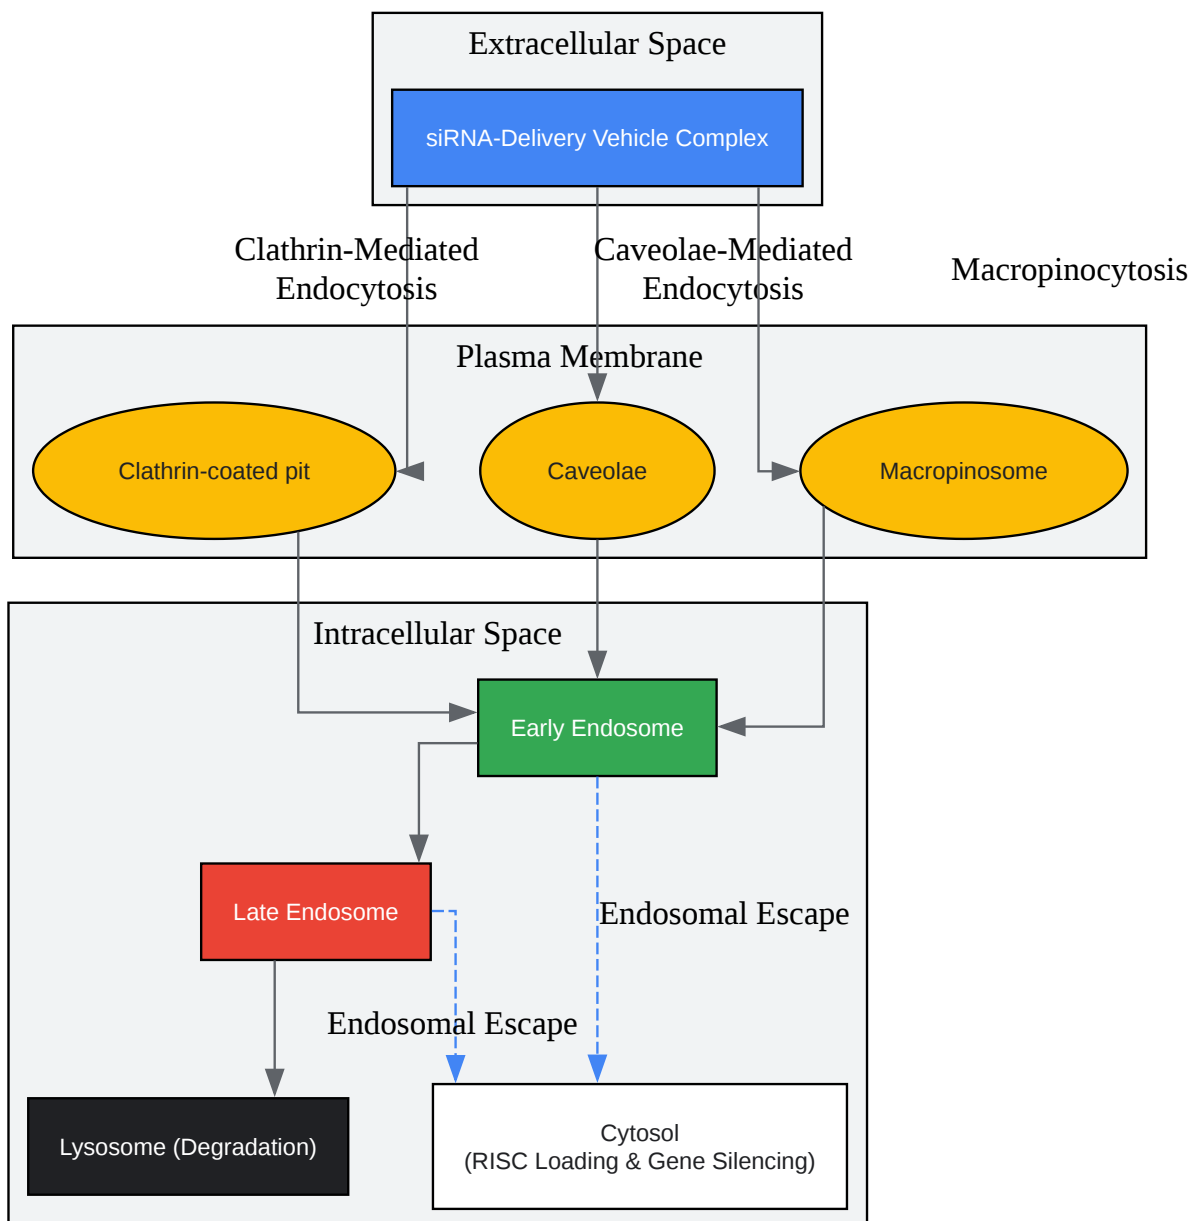 Extracellular Space
siRNA-Delivery Vehicle Complex
Clathrin-Mediated
Endocytosis
Caveolae-Mediated
Endocytosis
Macropinocytosis
Plasma Membrane
Clathrin-coated pit
Caveolae
Macropinosome
Intracellular Space
Early Endosome
Late Endosome
Endosomal Escape
Endosomal Escape
Lysosome (Degradation)
Cytosol
(RISC Loading & Gene Silencing)